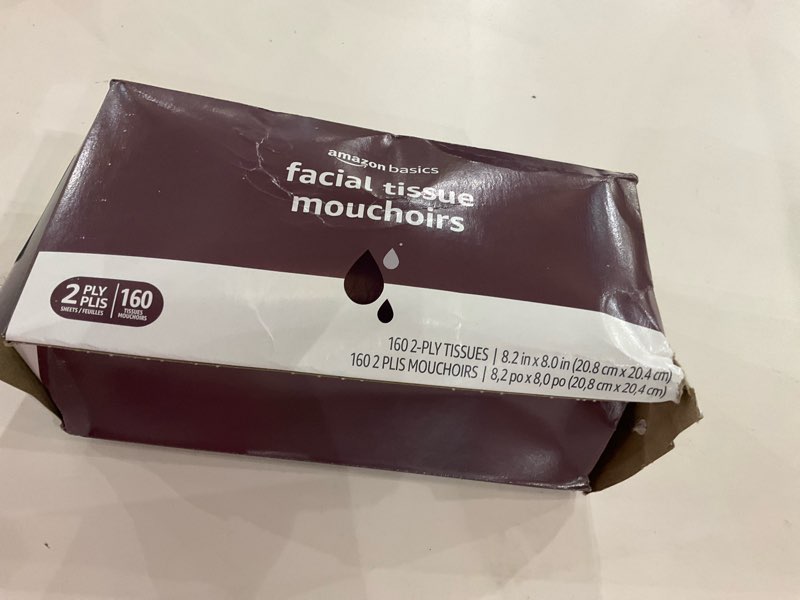 amazon basics
facial tissue
mouchoirs
2 PLY
PLIS
SHEETS / FEUILLES
160
TISSUES
MOUCHOIRS
160 2-PLY TISSUES | 8.2 in x 8.0 in (20.8 cm x 20.4 cm)
160 2 PLIS MOUCHOIRS | 8,2 po x 8,0 po (20,8 cm x 20,4 cm)